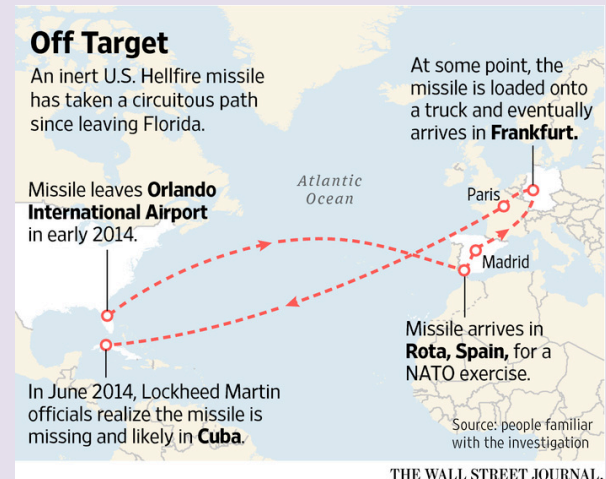 Off Target
An inert U.S. Hellfire missile
has taken a circuitous path
since leaving Florida.
At some point, the
missile is loaded onto
a truck and eventually
arrives in Frankfurt.
Missile leaves Orlando
International Airport
in early 2014.
Atlantic
Ocean
Paris
Madrid
Missile arrives in
Rota, Spain, for a
NATO exercise.
In June 2014, Lockheed Martin
officials realize the missile is
missing and likely in Cuba.
Source: people familiar
with the investigation
THE WALL STREET JOURNAL.